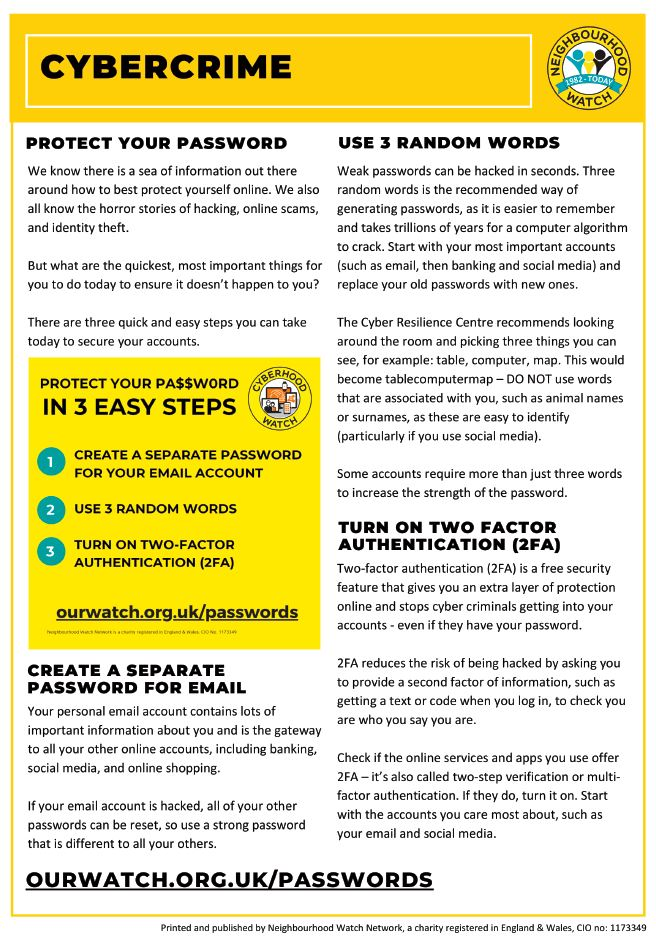 CYBERCRIME
NEIGHBOURHOOD
1982 - TODAY
WATCH
PROTECT YOUR PASSWORD
We know there is a sea of information out there
around how to best protect yourself online. We also
all know the horror stories of hacking, online scams,
and identity theft.
But what are the quickest, most important things for
you to do today to ensure it doesn't happen to you?
There are three quick and easy steps you can take
today to secure your accounts.
PROTECT YOUR PA$$W0RD
IN 3 EASY STEPS
CYBERHOOD
WATCH
1 CREATE A SEPARATE PASSWORD
FOR YOUR EMAIL ACCOUNT
2 USE 3 RANDOM WORDS
3 TURN ON TWO-FACTOR
AUTHENTICATION (2FA)
ourwatch.org.uk/passwords
Neighbourhood Watch Network is a charity registered in England & Wales, CIO No. 1173349
CREATE A SEPARATE
PASSWORD FOR EMAIL
Your personal email account contains lots of
important information about you and is the gateway
to all your other online accounts, including banking,
social media, and online shopping.
If your email account is hacked, all of your other
passwords can be reset, so use a strong password
that is different to all your others.
USE 3 RANDOM WORDS
Weak passwords can be hacked in seconds. Three
random words is the recommended way of
generating passwords, as it is easier to remember
and takes trillions of years for a computer algorithm
to crack. Start with your most important accounts
(such as email, then banking and social media) and
replace your old passwords with new ones.
The Cyber Resilience Centre recommends looking
around the room and picking three things you can
see, for example: table, computer, map. This would
become tablecomputermap – DO NOT use words
that are associated with you, such as animal names
or surnames, as these are easy to identify
(particularly if you use social media).
Some accounts require more than just three words
to increase the strength of the password.
TURN ON TWO FACTOR
AUTHENTICATION (2FA)
Two-factor authentication (2FA) is a free security
feature that gives you an extra layer of protection
online and stops cyber criminals getting into your
accounts - even if they have your password.
2FA reduces the risk of being hacked by asking you
to provide a second factor of information, such as
getting a text or code when you log in, to check you
are who you say you are.
Check if the online services and apps you use offer
2FA – it's also called two-step verification or multi-
factor authentication. If they do, turn it on. Start
with the accounts you care most about, such as
your email and social media.
OURWATCH.ORG.UK/PASSWORDS
Printed and published by Neighbourhood Watch Network, a charity registered in England & Wales, CIO no: 1173349